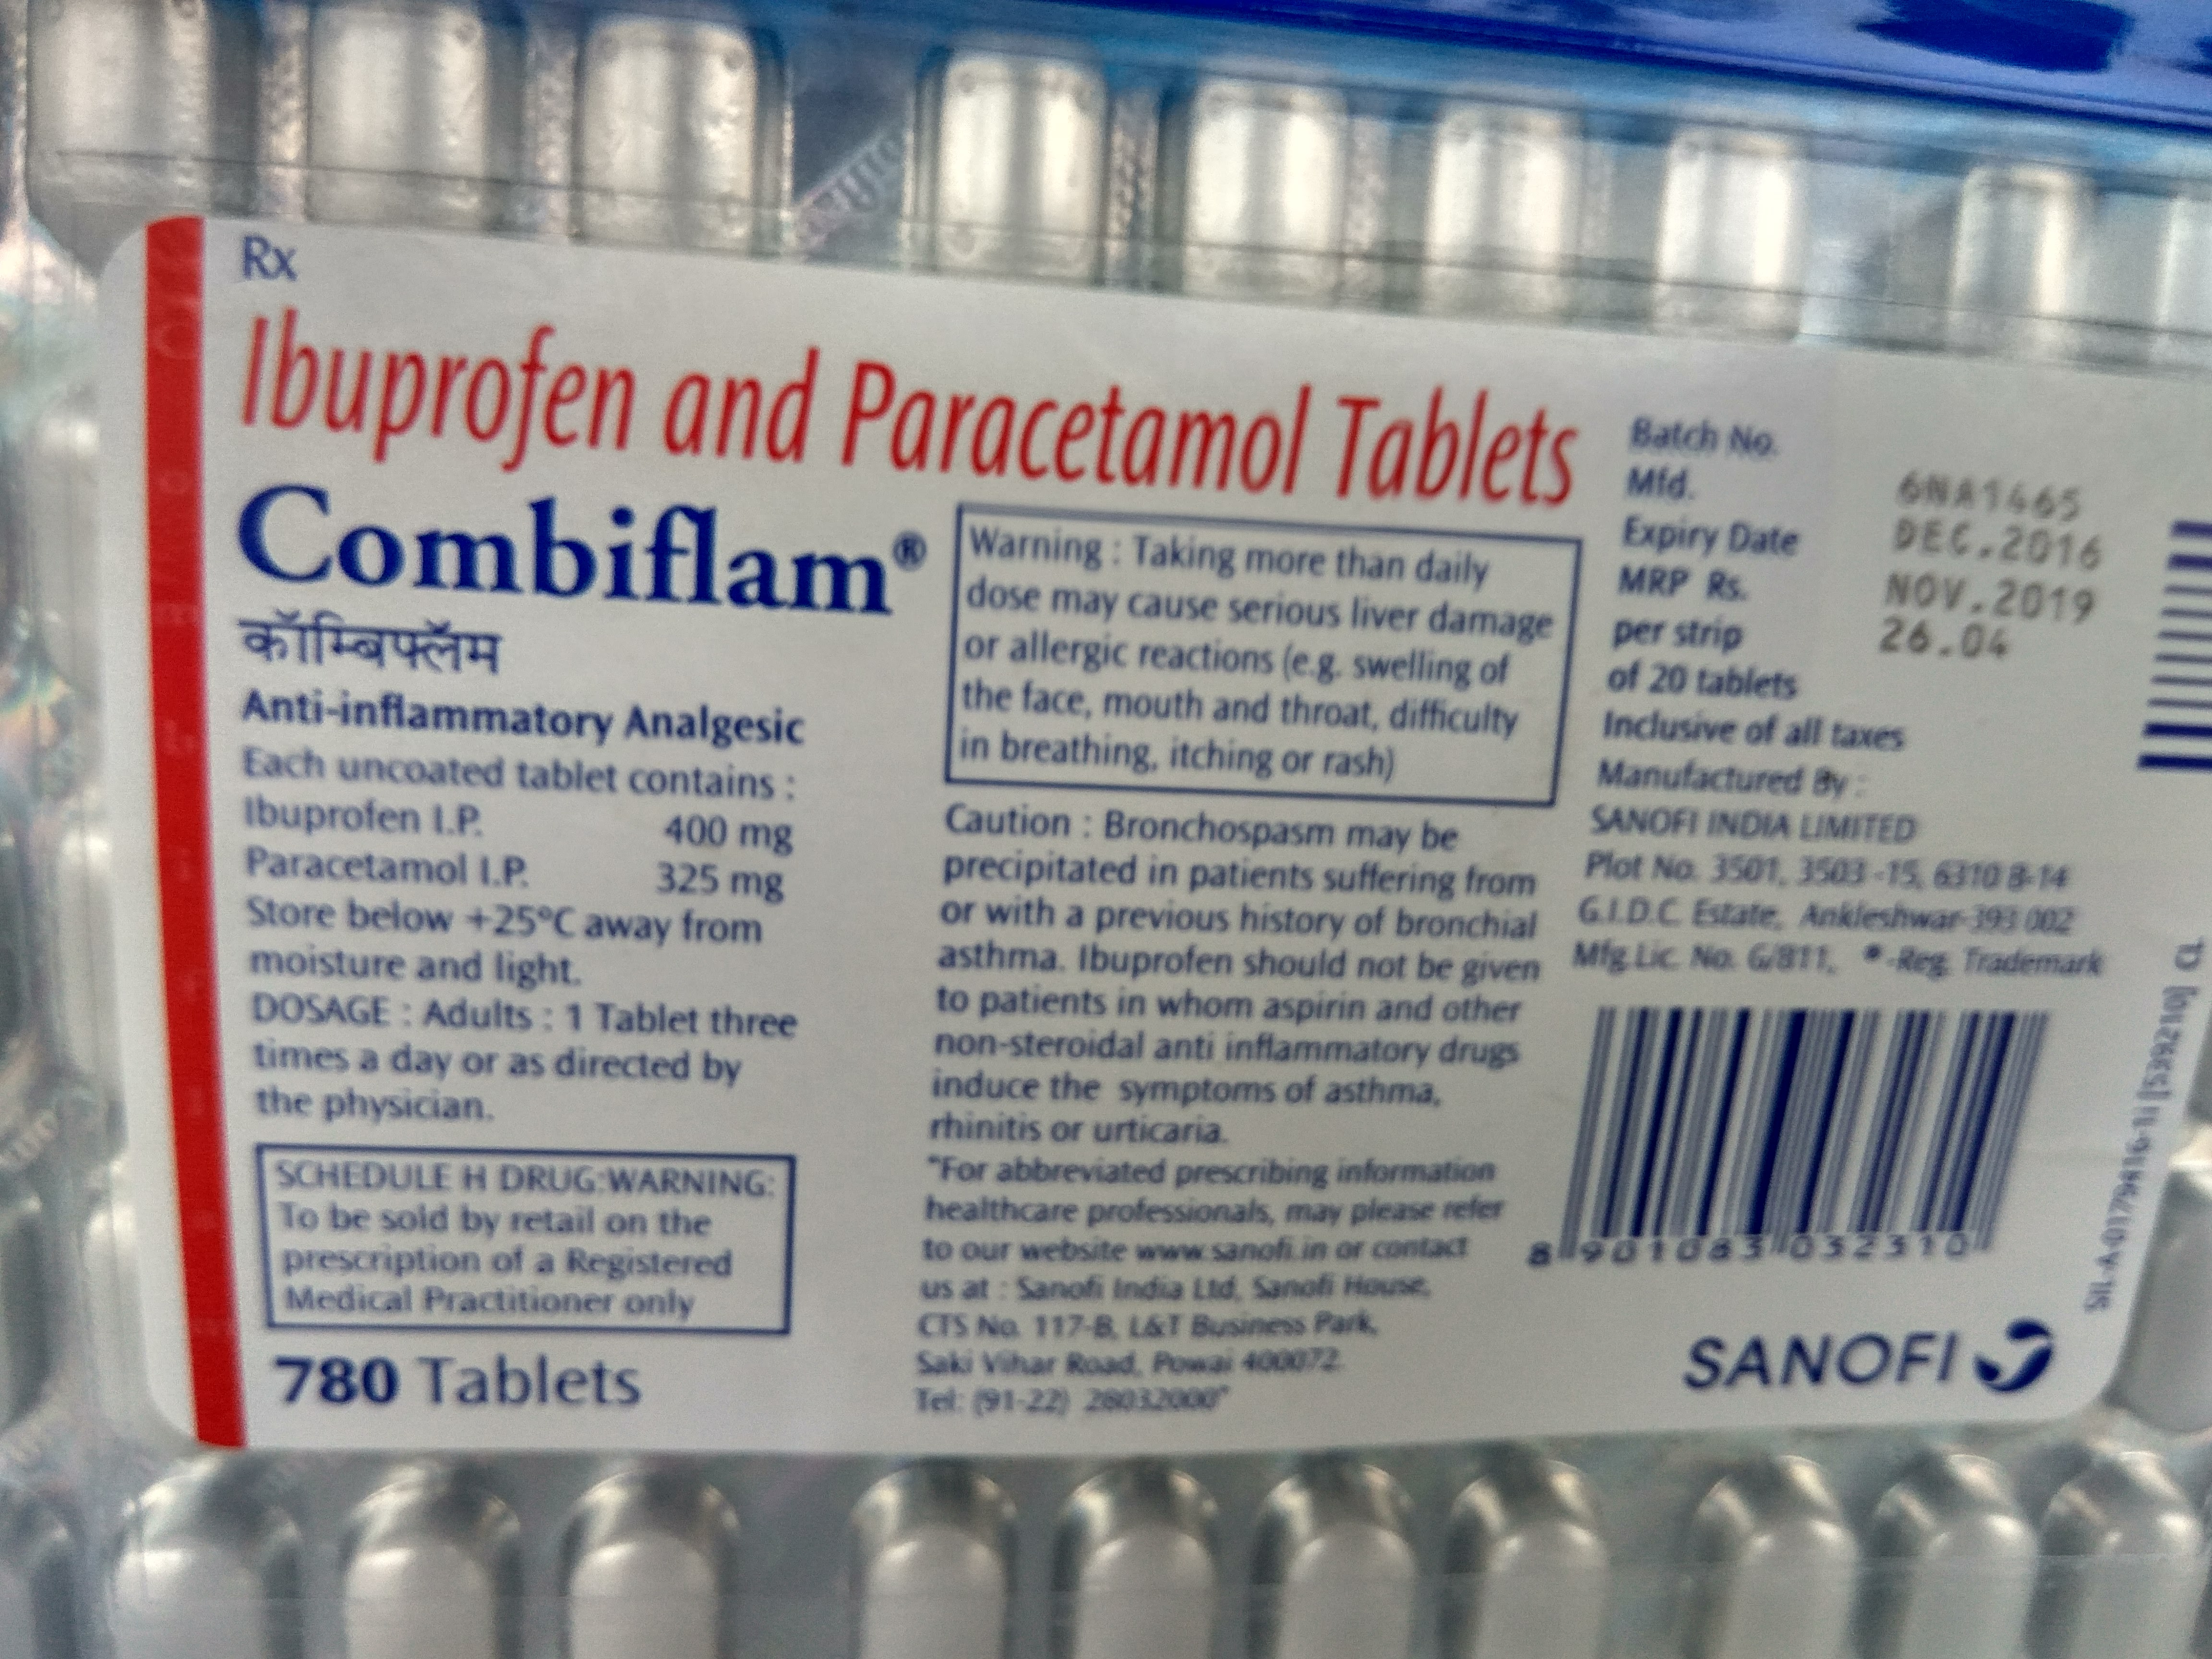 Rx
Ibuprofen and Paracetamol Tablets
Combiflam®
कॉम्बिफ्लॅम
Anti-inflammatory Analgesic
Each uncoated tablet contains :
Ibuprofen I.P. 400 mg
Paracetamol I.P. 325 mg
Store below +25°C away from
moisture and light.
DOSAGE : Adults : 1 Tablet three
times a day or as directed by
the physician.
SCHEDULE H DRUG:WARNING:
To be sold by retail on the
prescription of a Registered
Medical Practitioner only
780 Tablets
Warning : Taking more than daily
dose may cause serious liver damage
or allergic reactions (e.g. swelling of
the face, mouth and throat, difficulty
in breathing, itching or rash)
Caution : Bronchospasm may be
precipitated in patients suffering from
or with a previous history of bronchial
asthma. Ibuprofen should not be given
to patients in whom aspirin and other
non-steroidal anti inflammatory drugs
induce the symptoms of asthma,
rhinitis or urticaria.
"For abbreviated prescribing information
healthcare professionals, may please refer
to our website www.sanofi.in or contact
us at : Sanofi India Ltd, Sanofi House,
CTS No. 117-B, L&T Business Park,
Saki Vihar Road, Powai 400072
Tel: (91-22) 28032000"
Batch No.
Mfd.
Expiry Date
MRP Rs.
per strip
of 20 tablets
6NA1465
DEC.2016
NOV.2019
26.04
Inclusive of all taxes
Manufactured By :
SANOFI INDIA LIMITED
Plot No. 3501, 3503-15, 6310 B-14
G.I.D.C. Estate, Ankleshwar-393 002
Mfg.Lic. No. G/811, ®-Reg. Trademark
8 901083 032310
SANOFI